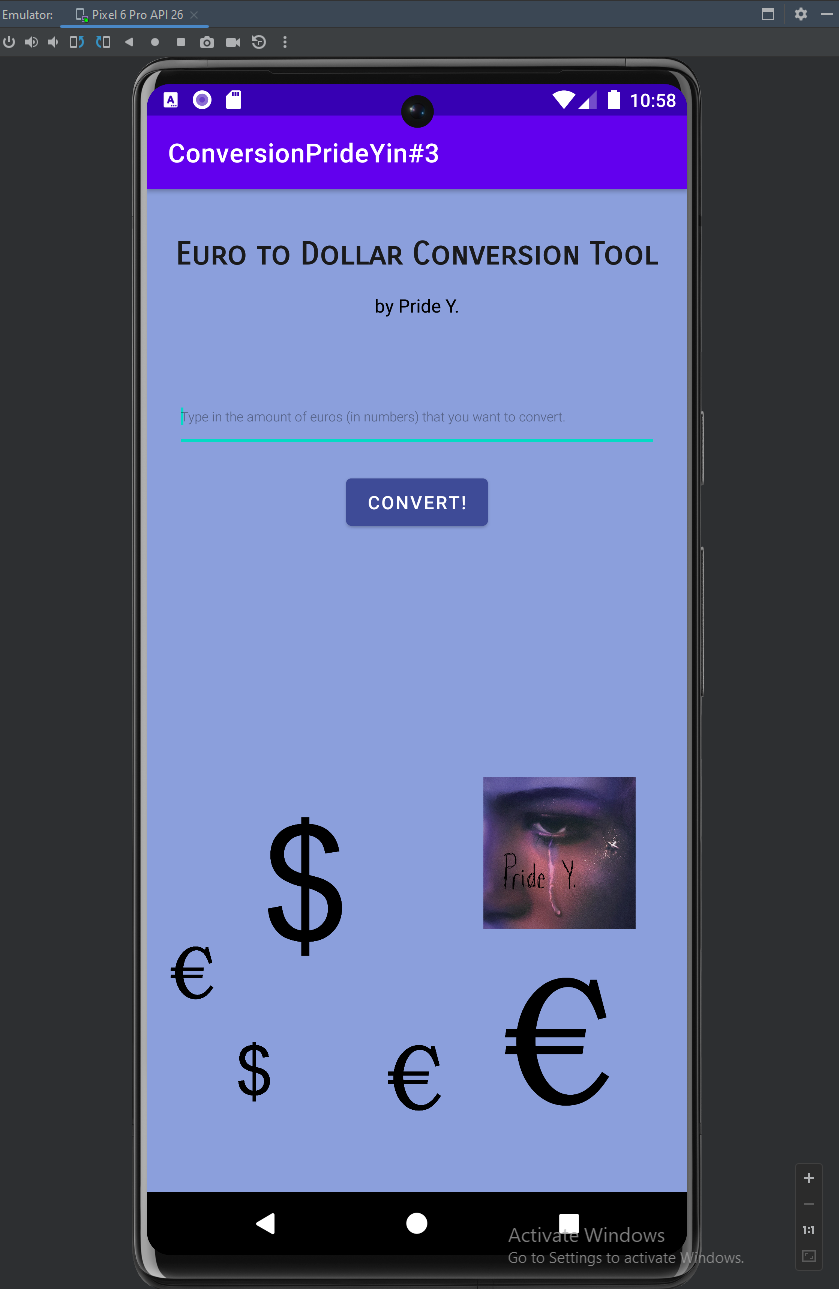 Emulator: Pixel 6 Pro API 26
10:58
ConversionPrideYin#3
Euro to Dollar Conversion Tool
by Pride Y.
Type in the amount of euros (in numbers) that you want to convert.
CONVERT!
$
Pride Y.
€
€
$
€
1:1
Activate Windows
Go to Settings to activate Windows.